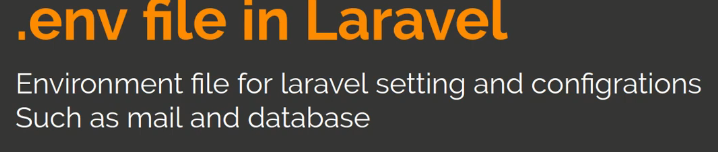 .env file in Laravel
Environment file for laravel setting and configrations
Such as mail and database